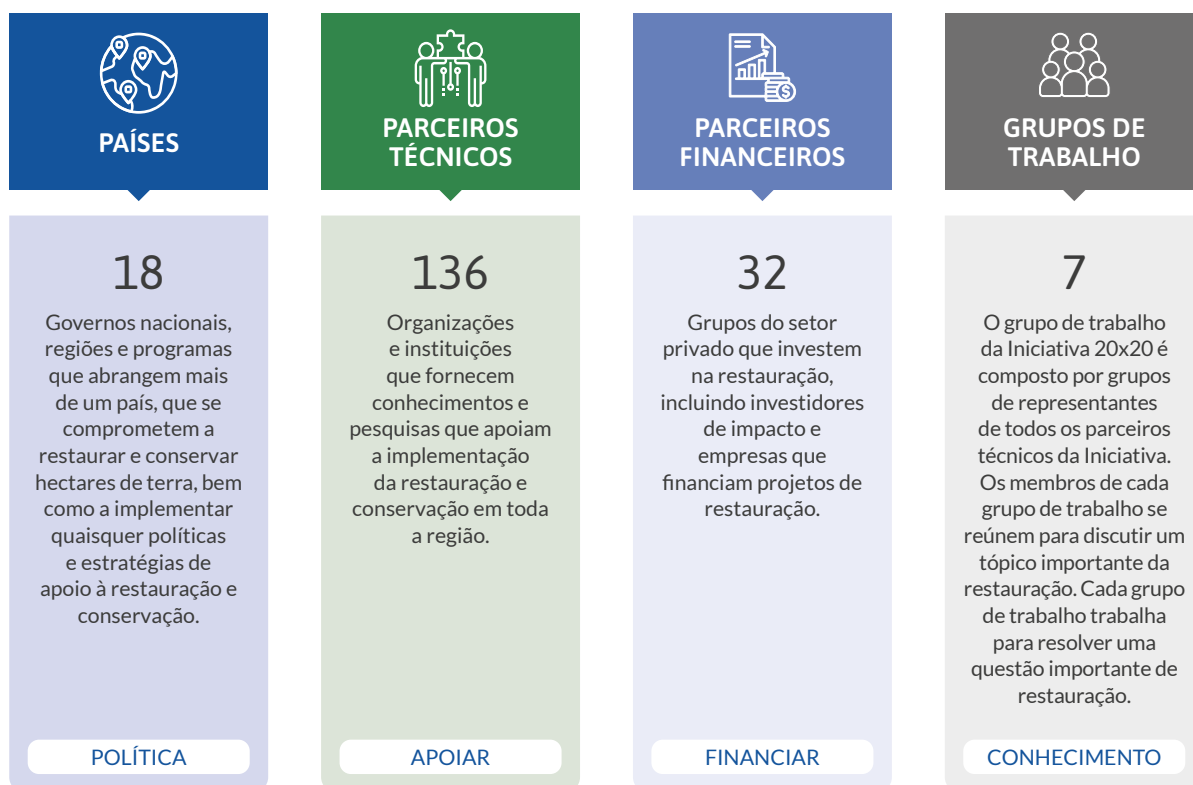 PAÍSES
18
Governos nacionais,
regiões e programas
que abrangem mais
de um país, que se
comprometem a
restaurar e conservar
hectares de terra, bem
como a implementar
quaisquer políticas
e estratégias de
apoio à restauração e
conservação.
POLÍTICA
PARCEIROS
TÉCNICOS
136
Organizações
e instituições
que fornecem
conhecimentos e
pesquisas que apoiam
a implementação
da restauração e
conservação em toda
a região.
APOIAR
PARCEIROS
FINANCEIROS
32
Grupos do setor
privado que investem
na restauração,
incluindo investidores
de impacto e
empresas que
financiam projetos de
restauração.
FINANCIAR
GRUPOS DE
TRABALHO
7
O grupo de trabalho
da Iniciativa 20x20 é
composto por grupos
de representantes
de todos os parceiros
técnicos da Iniciativa.
Os membros de cada
grupo de trabalho se
reúnem para discutir um
tópico importante da
restauração. Cada grupo
de trabalho trabalha
para resolver uma
questão importante de
restauração.
CONHECIMENTO